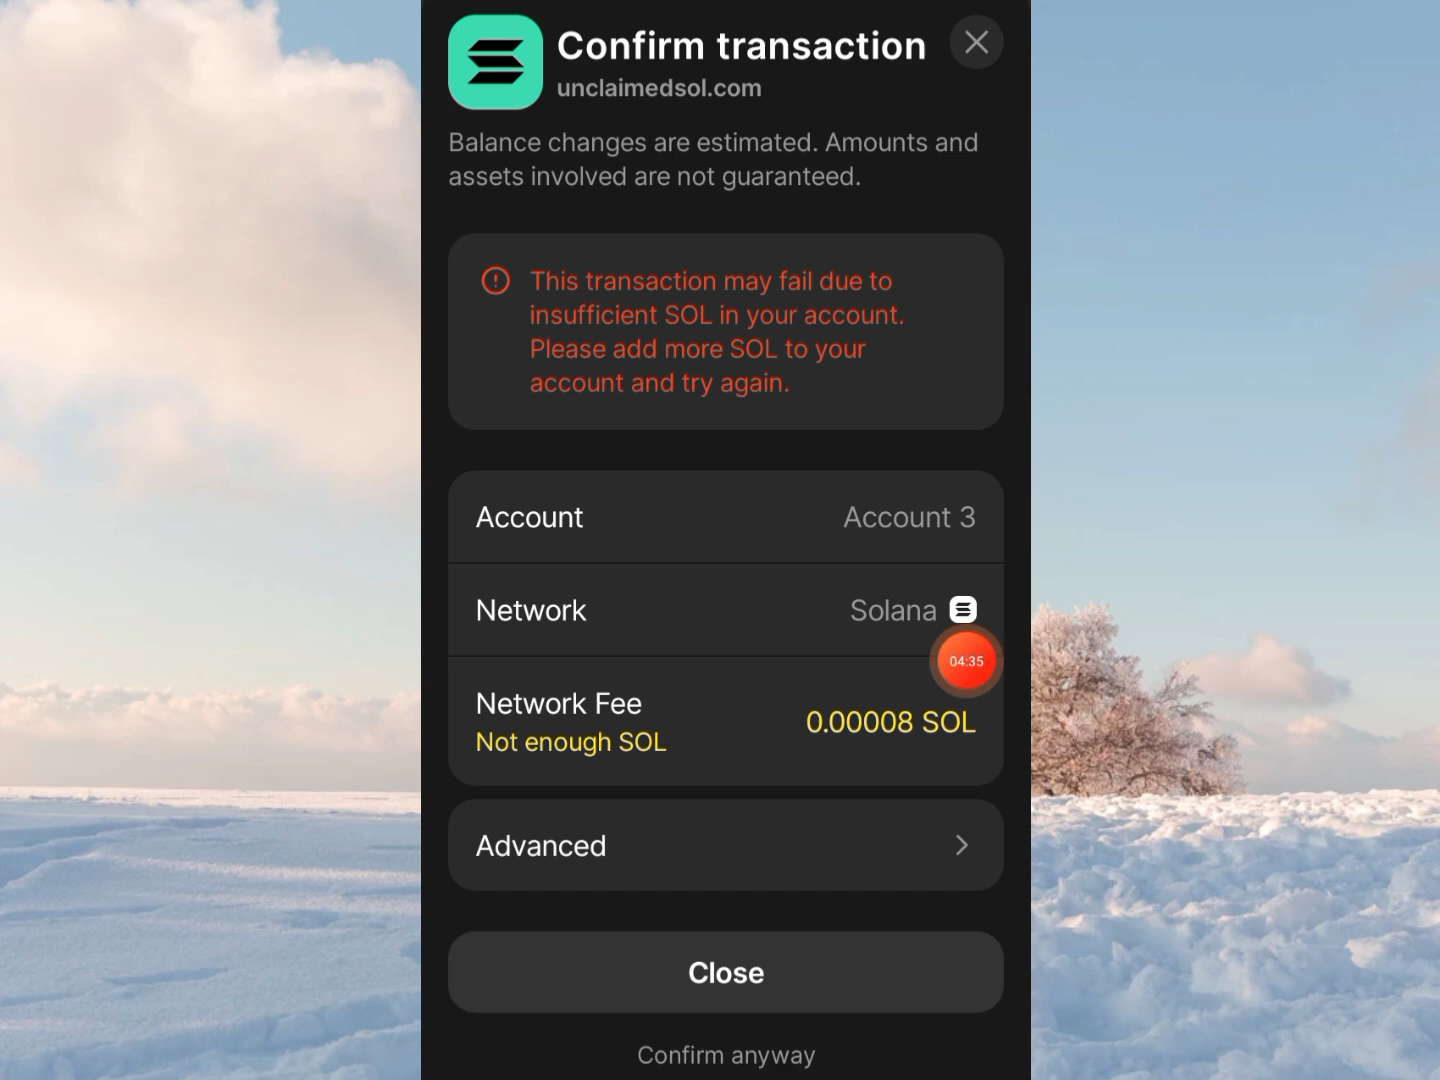 Confirm transaction
unclaimedsol.com
Balance changes are estimated. Amounts and
assets involved are not guaranteed.
This transaction may fail due to
insufficient SOL in your account.
Please add more SOL to your
account and try again.
Account
Account 3
Network
Solana
04:35
Network Fee
Not enough SOL
0.00008 SOL
Advanced
Close
Confirm anyway